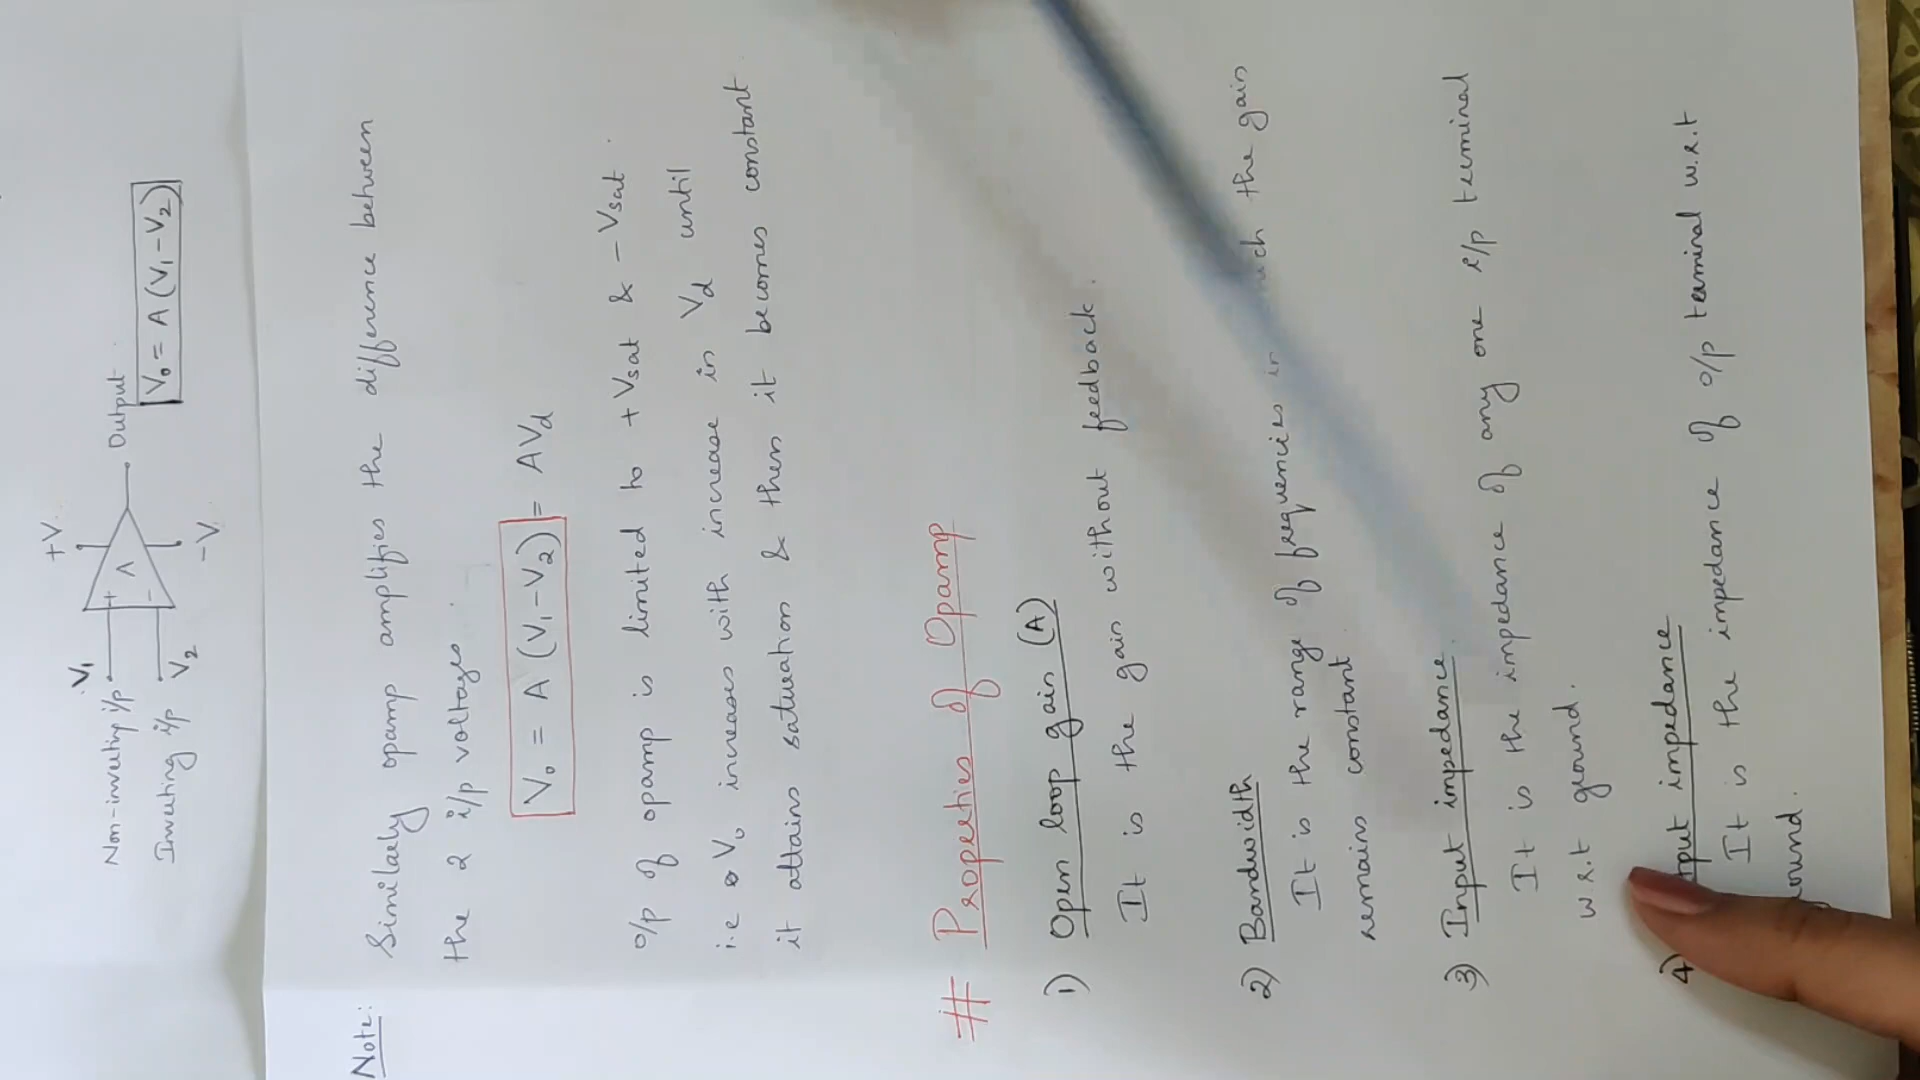 +V
V₁
Non-inverting i/p
+
A
Output
Inverting i/p
-
V₂
-V
V₀ = A (V₁ - V₂)
Note: Similarly opamp amplifies the difference between
the 2 i/p voltages.
V₀ = A (V₁ - V₂) = AVd
o/p of opamp is limited to + Vsat & - Vsat.
i.e V₀ increases with increase in Vd until
it attains saturation & then it becomes constant
# Properties of Opamp
1) Open loop gain (A)
It is the gain without feedback.
2) Bandwidth
It is the range of frequencies in the gain
remains constant
3) Input impedance
It is the impedance of any one i/p terminal
w.r.t ground.
4) impedance
It is the impedance of o/p terminal w.r.t